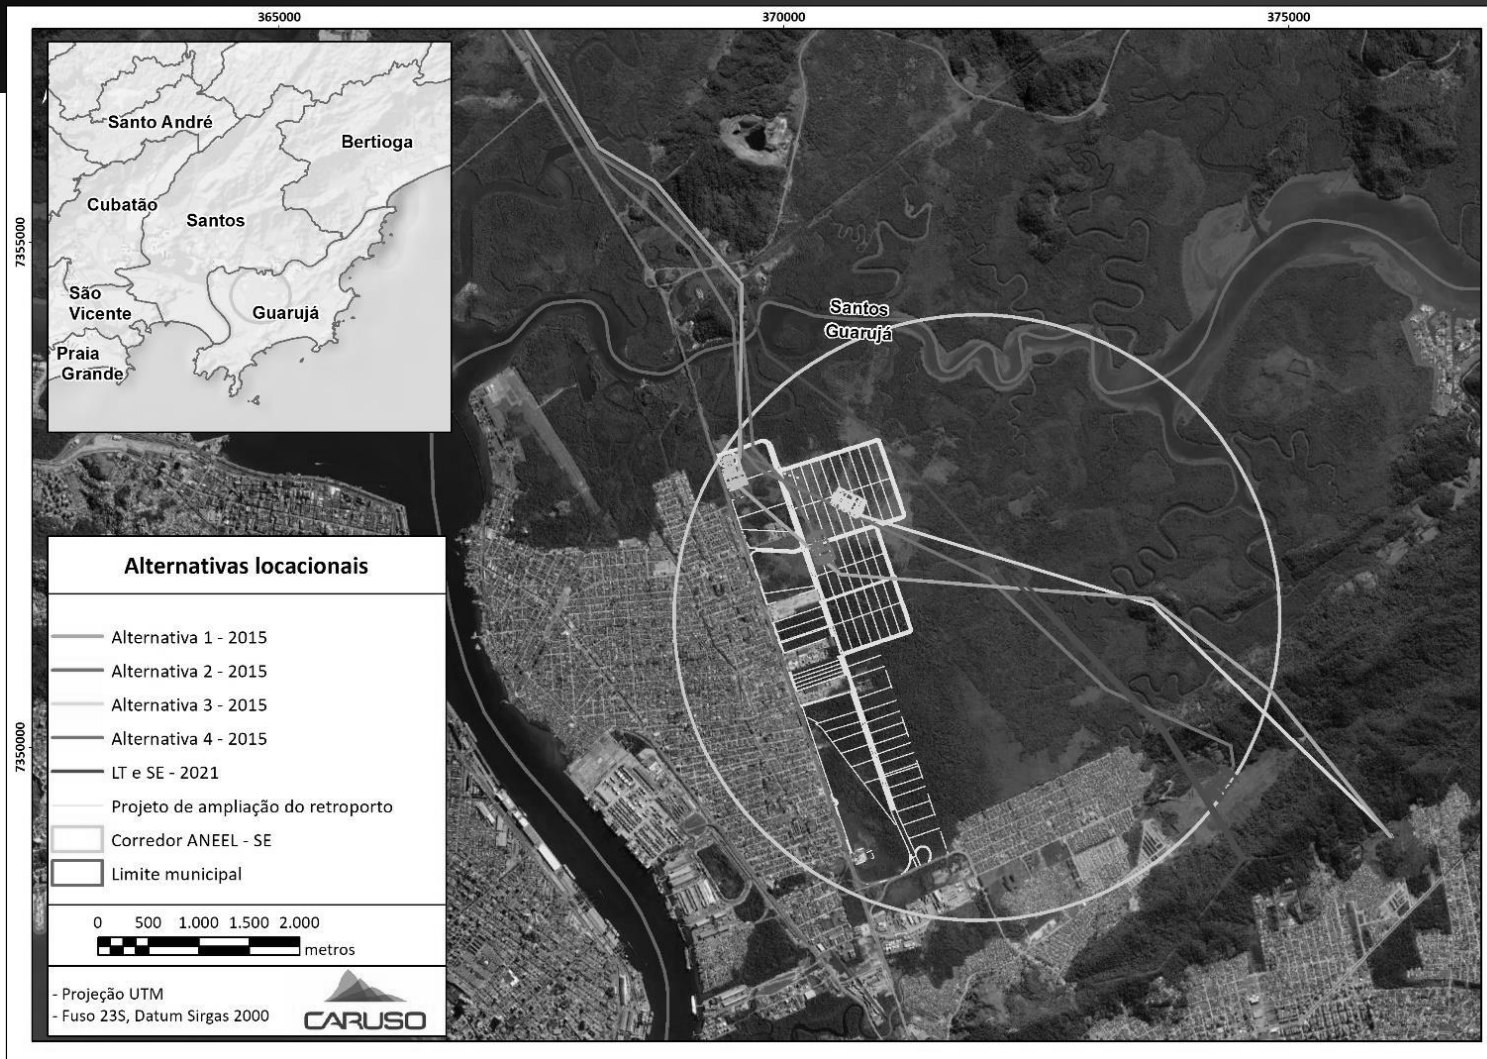 365000
370000
375000
7355000
7350000
Santo André
Bertioga
Cubatão
Santos
São
Vicente
Guarujá
Praia
Grande
Santos
Guarujá
Alternativas locacionais
Alternativa 1 - 2015
Alternativa 2 - 2015
Alternativa 3 - 2015
Alternativa 4 - 2015
LT e SE - 2021
Projeto de ampliação do retroporto
Corredor ANEEL - SE
Limite municipal
0 500 1.000 1.500 2.000
metros
- Projeção UTM
- Fuso 23S, Datum Sirgas 2000
CARUSO